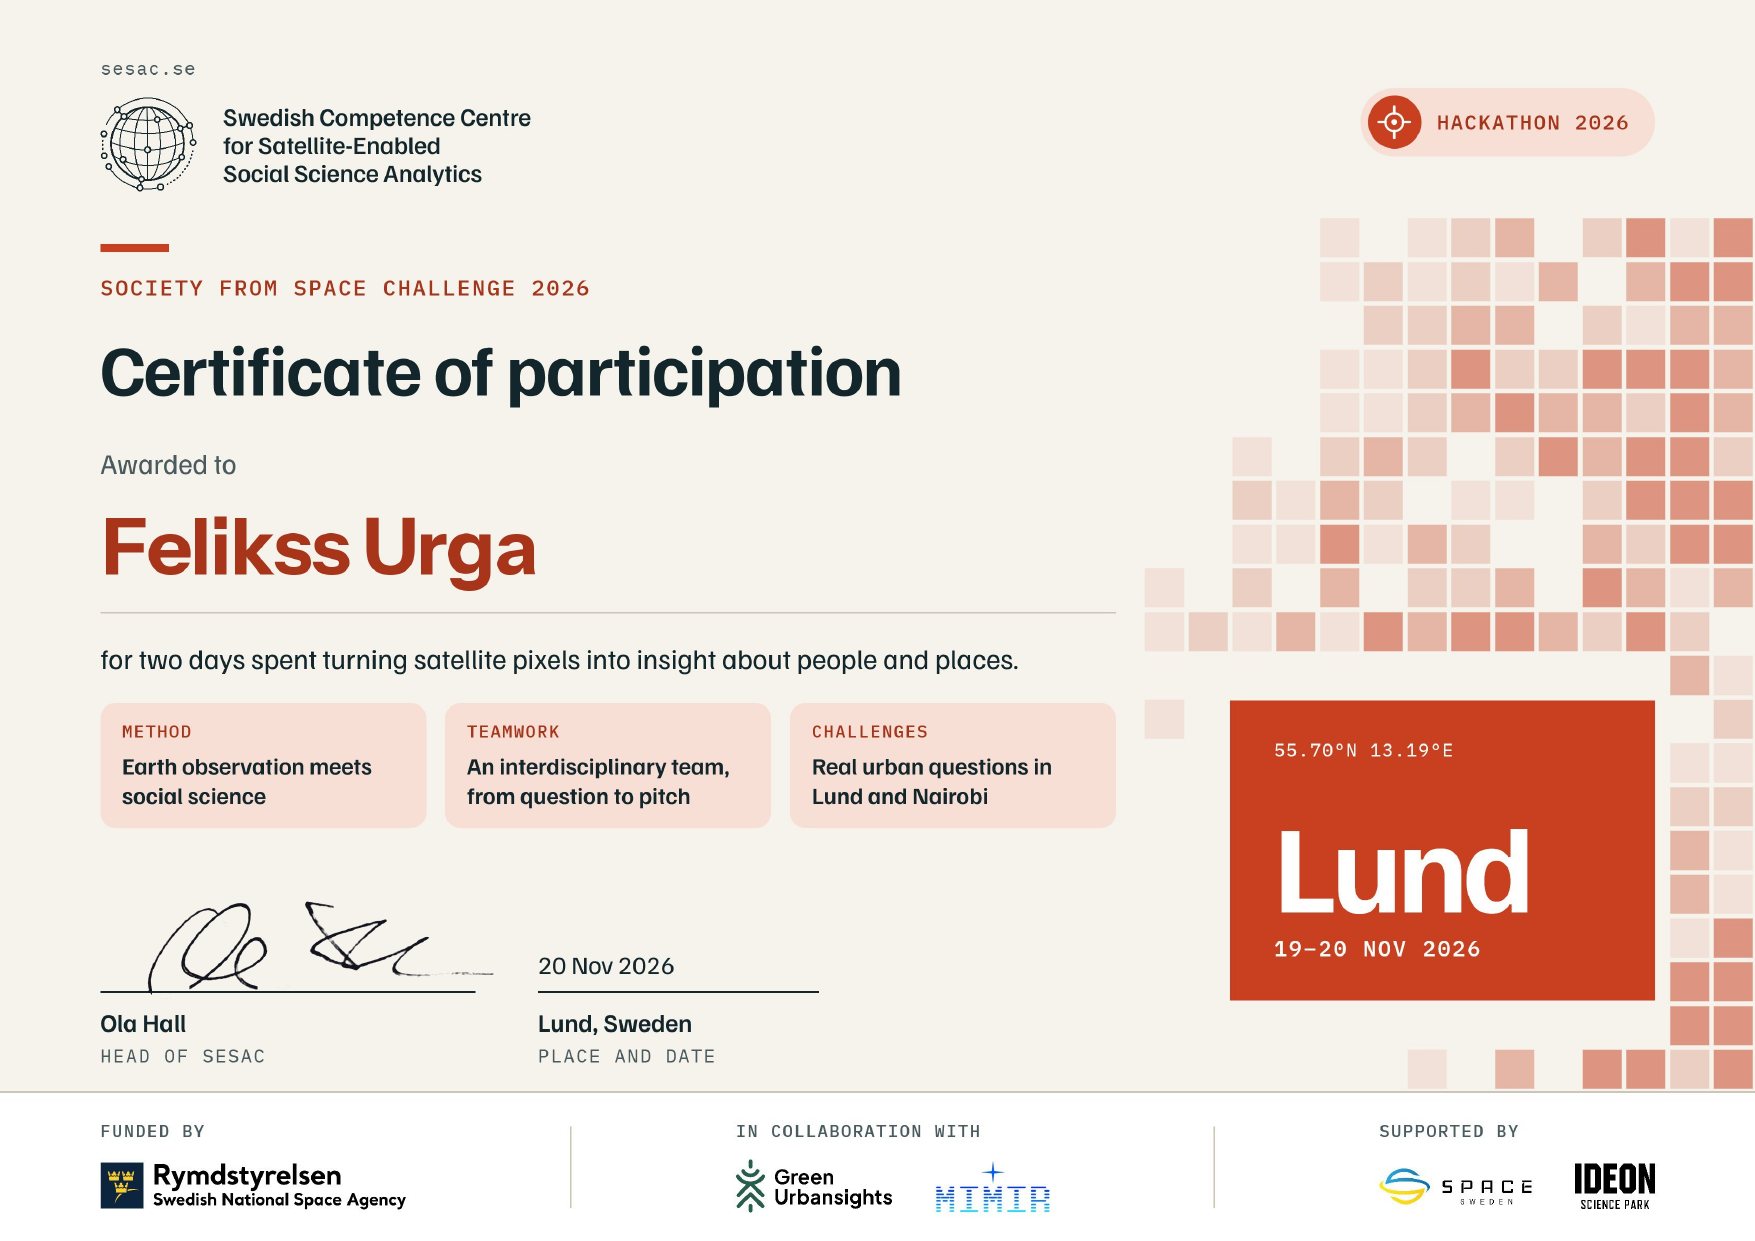 sesac.se
Swedish Competence Centre
for Satellite-Enabled
Social Science Analytics
HACKATHON 2026
SOCIETY FROM SPACE CHALLENGE 2026
Certificate of participation
Awarded to
Felikss Urga
for two days spent turning satellite pixels into insight about people and places.
METHOD
Earth observation meets
social science
TEAMWORK
An interdisciplinary team,
from question to pitch
CHALLENGES
Real urban questions in
Lund and Nairobi
55.70°N 13.19°E
Lund
19–20 NOV 2026
20 Nov 2026
Ola Hall
HEAD OF SESAC
Lund, Sweden
PLACE AND DATE
FUNDED BY
Rymdstyrelsen
Swedish National Space Agency
IN COLLABORATION WITH
Green
Urbansights
MIMIR
SUPPORTED BY
SPACE
SWEDEN
IDEON
SCIENCE PARK